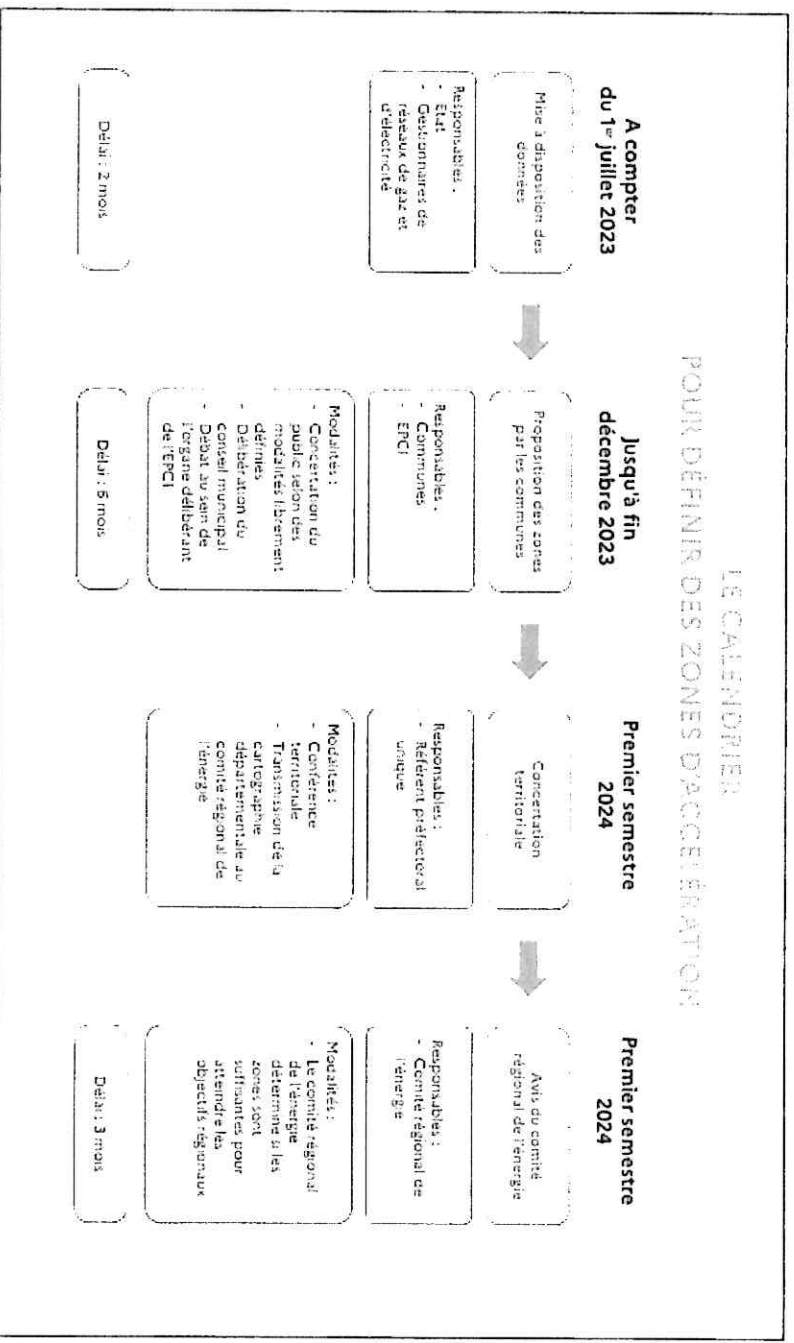 LE CALENDRIER
POUR DÉFINIR DES ZONES D'ACCÉLÉRATION
A compter
du 1er juillet 2023
Mise à disposition des
données
Responsables :
- Etat
- Gestionnaires de
réseaux de gaz et
d'électricité
Délai : 2 mois
Jusqu'à fin
décembre 2023
Proposition des zones
par les communes
Responsables :
- Communes
- EPCI
Modalités :
- Concertation du
public selon des
modalités librement
définies
- Délibération du
conseil municipal
- Débat au sein de
l'organe délibérant
de l'EPCI
Délai : 6 mois
Premier semestre
2024
Concertation
territoriale
Responsables :
- Référent préfectoral
unique
Modalités :
- Conférence
territoriale
- Transmission de la
cartographie
départementale au
comité régional de
l'énergie
Premier semestre
2024
Avis du comité
régional de l'énergie
Responsables :
- Comité régional de
l'énergie
Modalités :
- Le comité régional
de l'énergie
détermine si les
zones sont
suffisantes pour
atteindre les
objectifs régionaux
Délai : 3 mois